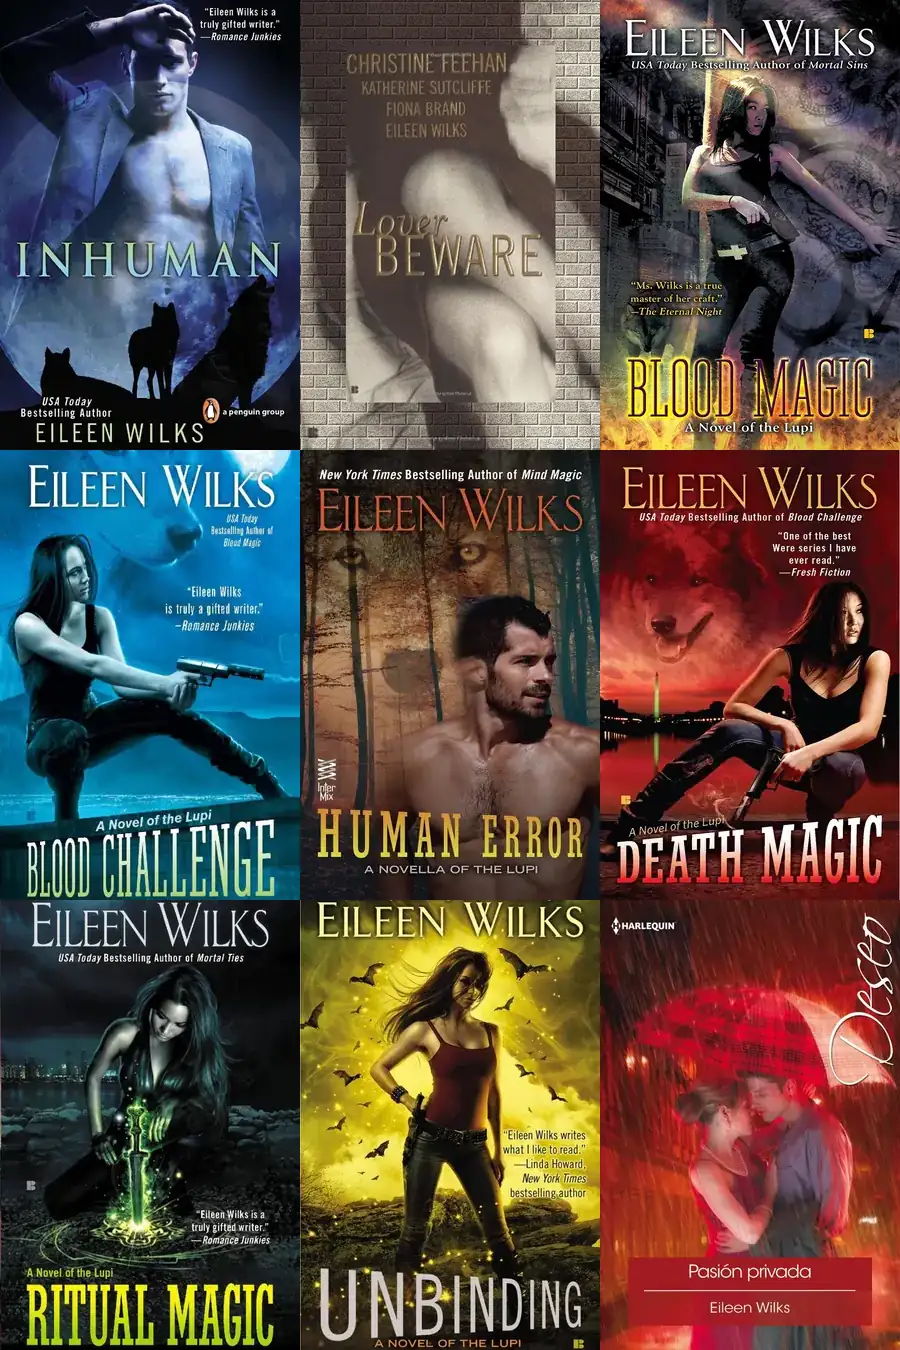 "Eileen Wilks is a
truly gifted writer."
—Romance Junkies
INHUMAN
USA Today
Bestselling Author
a penguin group
EILEEN WILKS
CHRISTINE FEEHAN
KATHERINE SUTCLIFFE
FIONA BRAND
EILEEN WILKS
Lover
BEWARE
EILEEN WILKS
USA Today Bestselling Author of Mortal Sins
"Ms. Wilks is a true
master of her craft."
—The Eternal Night
B
BLOOD MAGIC
A Novel of the Lupi
EILEEN WILKS
USA Today
Bestselling Author of
Blood Magic
"Eileen Wilks
is truly a gifted writer."
—Romance Junkies
A Novel of the Lupi
BLOOD CHALLENGE
New York Times Bestselling Author of Mind Magic
EILEEN WILKS
Inter
Mix
HUMAN ERROR
A NOVELLA OF THE LUPI
EILEEN WILKS
USA Today Bestselling Author of Blood Challenge
"One of the best
Were series I have
ever read."
—Fresh Fiction
B
A Novel of the Lupi
DEATH MAGIC
EILEEN WILKS
USA Today Bestselling Author of Mortal Ties
B
"Eileen Wilks is a
truly gifted writer."
—Romance Junkies
A Novel of the Lupi
RITUAL MAGIC
EILEEN WILKS
"Eileen Wilks writes
what I like to read."
—Linda Howard,
New York Times
bestselling author
UNBINDING
A NOVEL OF THE LUPI
B
HARLEQUIN
Deseo
Pasión privada
Eileen Wilks